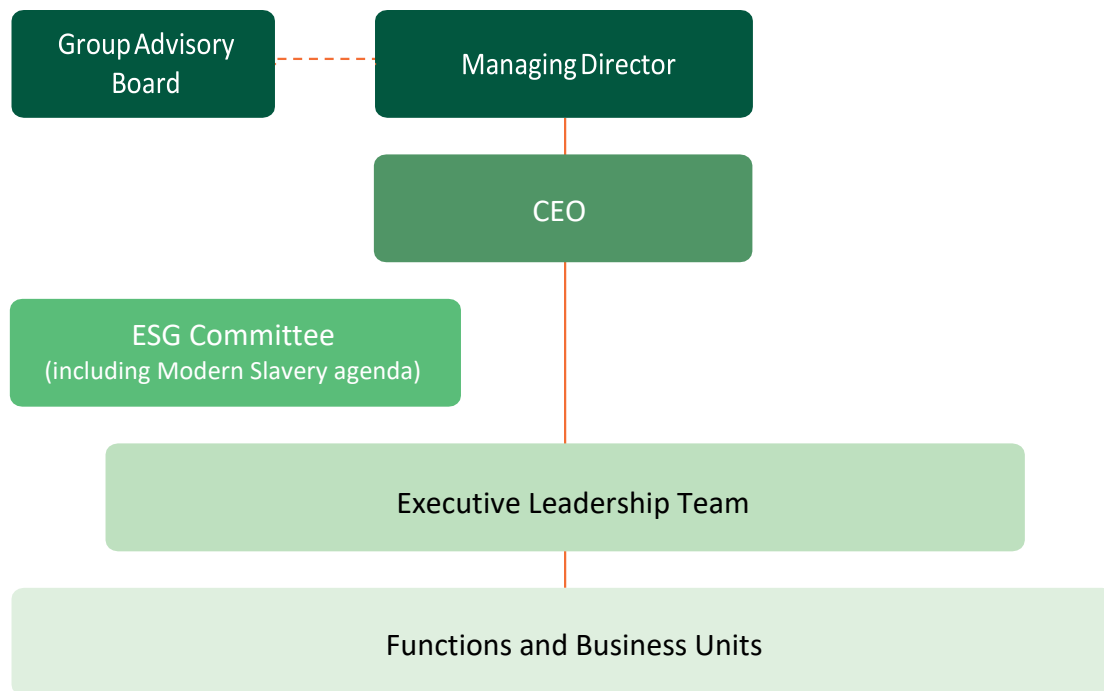 Group Advisory
Board
Managing Director
CEO
ESG Committee
(including Modern Slavery agenda)
Executive Leadership Team
Functions and Business Units